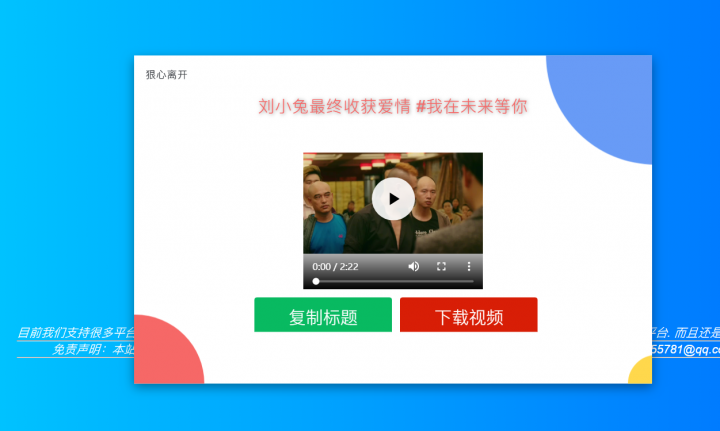 狠心离开
刘小兔最终收获爱情 #我在未来等你
0:00 / 2:22
复制标题
下载视频
目前我们支持很多平台
平台. 而且还是
免责声明：本站
55781@qq.co